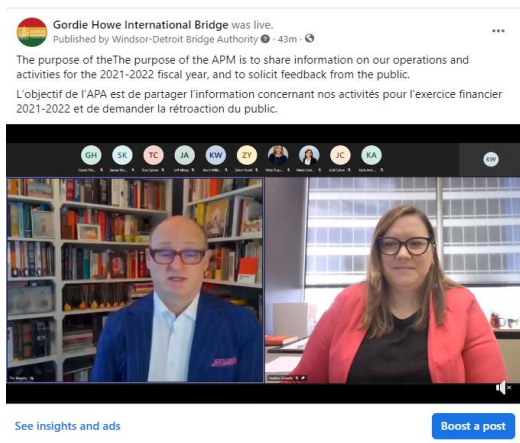 Gordie Howe International Bridge was live.
Published by Windsor-Detroit Bridge Authority · 43m ·
The purpose of theThe purpose of the APM is to share information on our operations and
activities for the 2021-2022 fiscal year, and to solicit feedback from the public.
L'objectif de l'APA est de partager l'information concernant nos activités pour l'exercice financier
2021-2022 et de demander la rétroaction du public.
GH SK TC JA KW ZY JC KA KW
See insights and ads
Boost a post